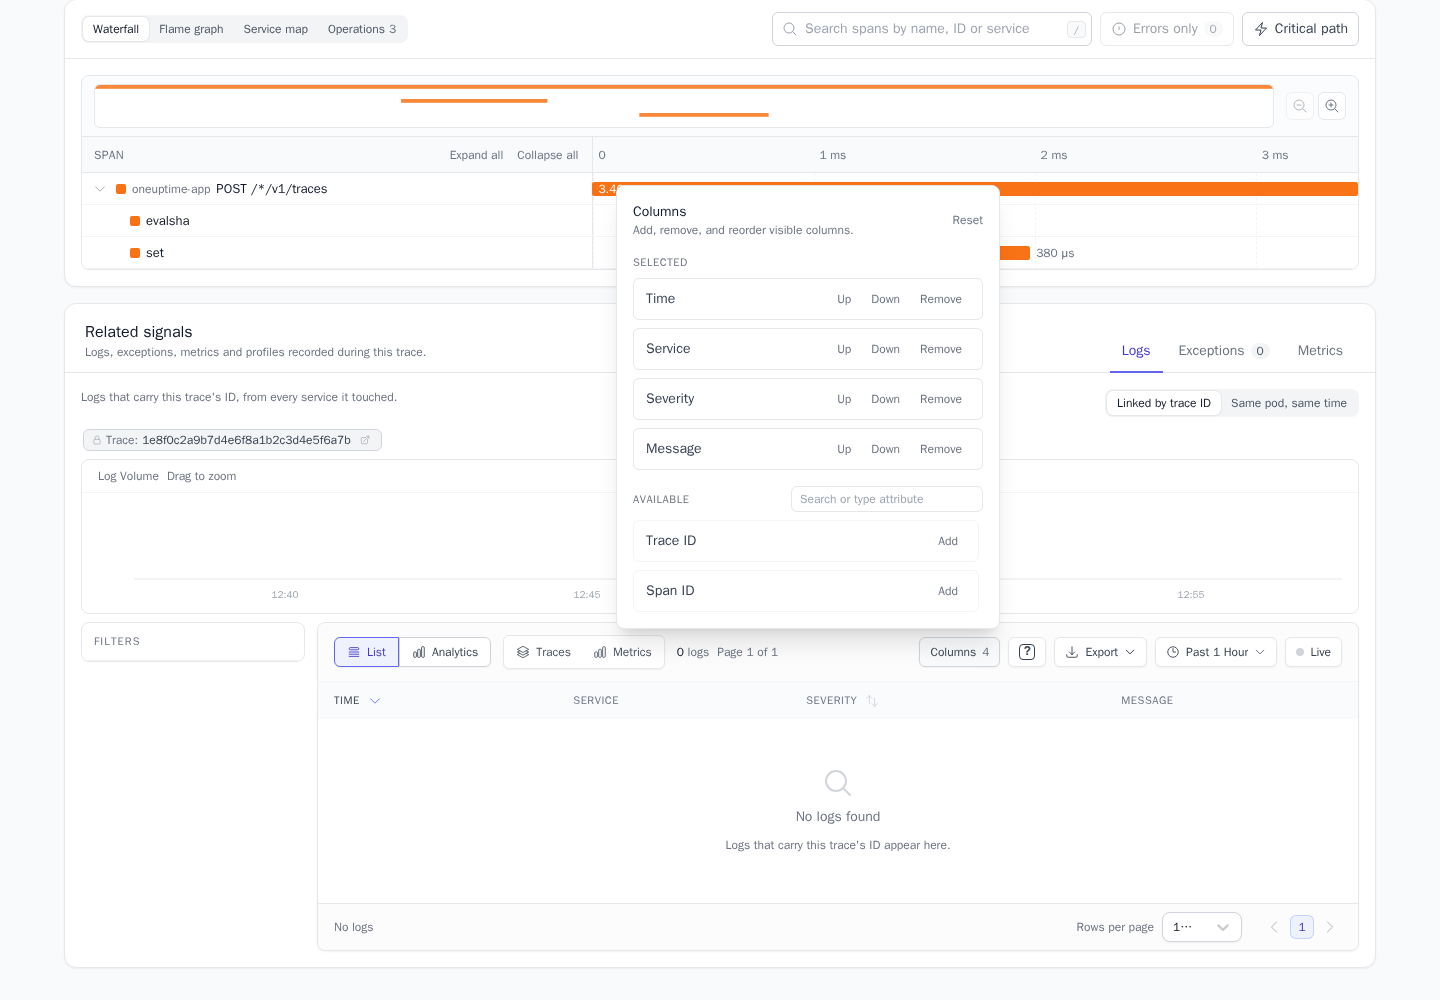 Waterfall Flame graph Service map Operations 3 Search spans by name, ID or service / Errors only 0 Critical path
SPAN Expand all Collapse all 0 1 ms 2 ms 3 ms
oneuptime-app POST /*/v1/traces
evalsha
set 380 µs
Columns
Add, remove, and reorder visible columns.
Reset
SELECTED
Time Up Down Remove
Service Up Down Remove
Severity Up Down Remove
Message Up Down Remove
AVAILABLE Search or type attribute
Trace ID Add
Span ID Add
Related signals
Logs, exceptions, metrics and profiles recorded during this trace.
Logs Exceptions 0 Metrics
Logs that carry this trace's ID, from every service it touched.
Linked by trace ID Same pod, same time
Trace: 1e8f0c2a9b7d4e6f8a1b2c3d4e5f6a7b
Log Volume Drag to zoom
12:40 12:45 12:55
FILTERS
List Analytics Traces Metrics 0 logs Page 1 of 1 Columns 4 ? Export Past 1 Hour Live
TIME SERVICE SEVERITY MESSAGE
No logs found
Logs that carry this trace's ID appear here.
No logs Rows per page 1… 1